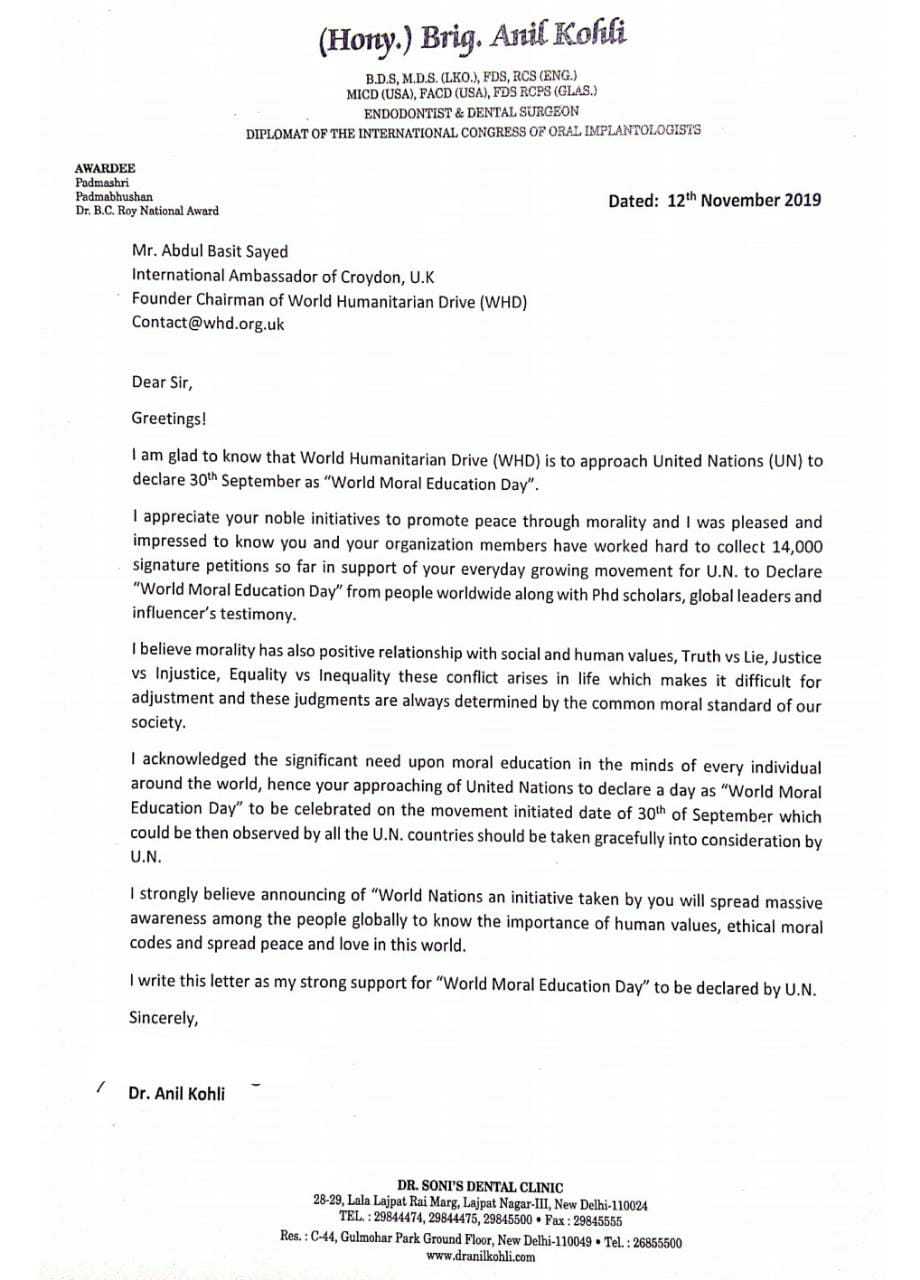 (Hony.) Brig. Anil Kohli
B.D.S, M.D.S. (LKO.), FDS, RCS (ENG.)
MICD (USA), FACD (USA), FDS RCPS (GLAS.)
ENDODONTIST & DENTAL SURGEON
DIPLOMAT OF THE INTERNATIONAL CONGRESS OF ORAL IMPLANTOLOGISTS
AWARDEE
Padmashri
Padmabhushan
Dr. B.C. Roy National Award
Dated: 12th November 2019
Mr. Abdul Basit Sayed
International Ambassador of Croydon, U.K
Founder Chairman of World Humanitarian Drive (WHD)
Contact@whd.org.uk
Dear Sir,
Greetings!
I am glad to know that World Humanitarian Drive (WHD) is to approach United Nations (UN) to
declare 30th September as “World Moral Education Day”.
I appreciate your noble initiatives to promote peace through morality and I was pleased and
impressed to know you and your organization members have worked hard to collect 14,000
signature petitions so far in support of your everyday growing movement for U.N. to Declare
“World Moral Education Day” from people worldwide along with Phd scholars, global leaders and
influencer’s testimony.
I believe morality has also positive relationship with social and human values, Truth vs Lie, Justice
vs Injustice, Equality vs Inequality these conflict arises in life which makes it difficult for
adjustment and these judgments are always determined by the common moral standard of our
society.
I acknowledged the significant need upon moral education in the minds of every individual
around the world, hence your approaching of United Nations to declare a day as “World Moral
Education Day” to be celebrated on the movement initiated date of 30th of September which
could be then observed by all the U.N. countries should be taken gracefully into consideration by
U.N.
I strongly believe announcing of “World Nations an initiative taken by you will spread massive
awareness among the people globally to know the importance of human values, ethical moral
codes and spread peace and love in this world.
I write this letter as my strong support for “World Moral Education Day” to be declared by U.N.
Sincerely,
Dr. Anil Kohli
DR. SONI'S DENTAL CLINIC
28-29, Lala Lajpat Rai Marg, Lajpat Nagar-III, New Delhi-110024
TEL. : 29844474, 29844475, 29845500 • Fax : 29845555
Res. : C-44, Gulmohar Park Ground Floor, New Delhi-110049 • Tel. : 26855500
www.dranilkohli.com